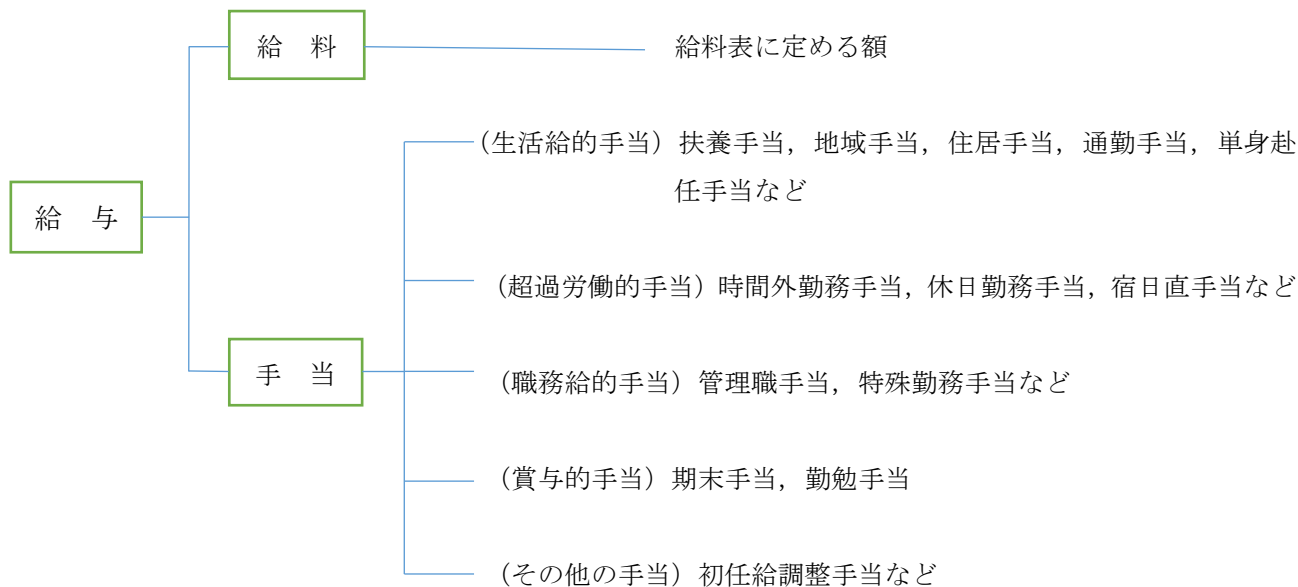 給　料
給料表に定める額
（生活給的手当）扶養手当，地域手当，住居手当，通勤手当，単身赴
任手当など
給　与
（超過労働的手当）時間外勤務手当，休日勤務手当，宿日直手当など
手　当
（職務給的手当）管理職手当，特殊勤務手当など
（賞与的手当）期末手当，勤勉手当
（その他の手当）初任給調整手当など